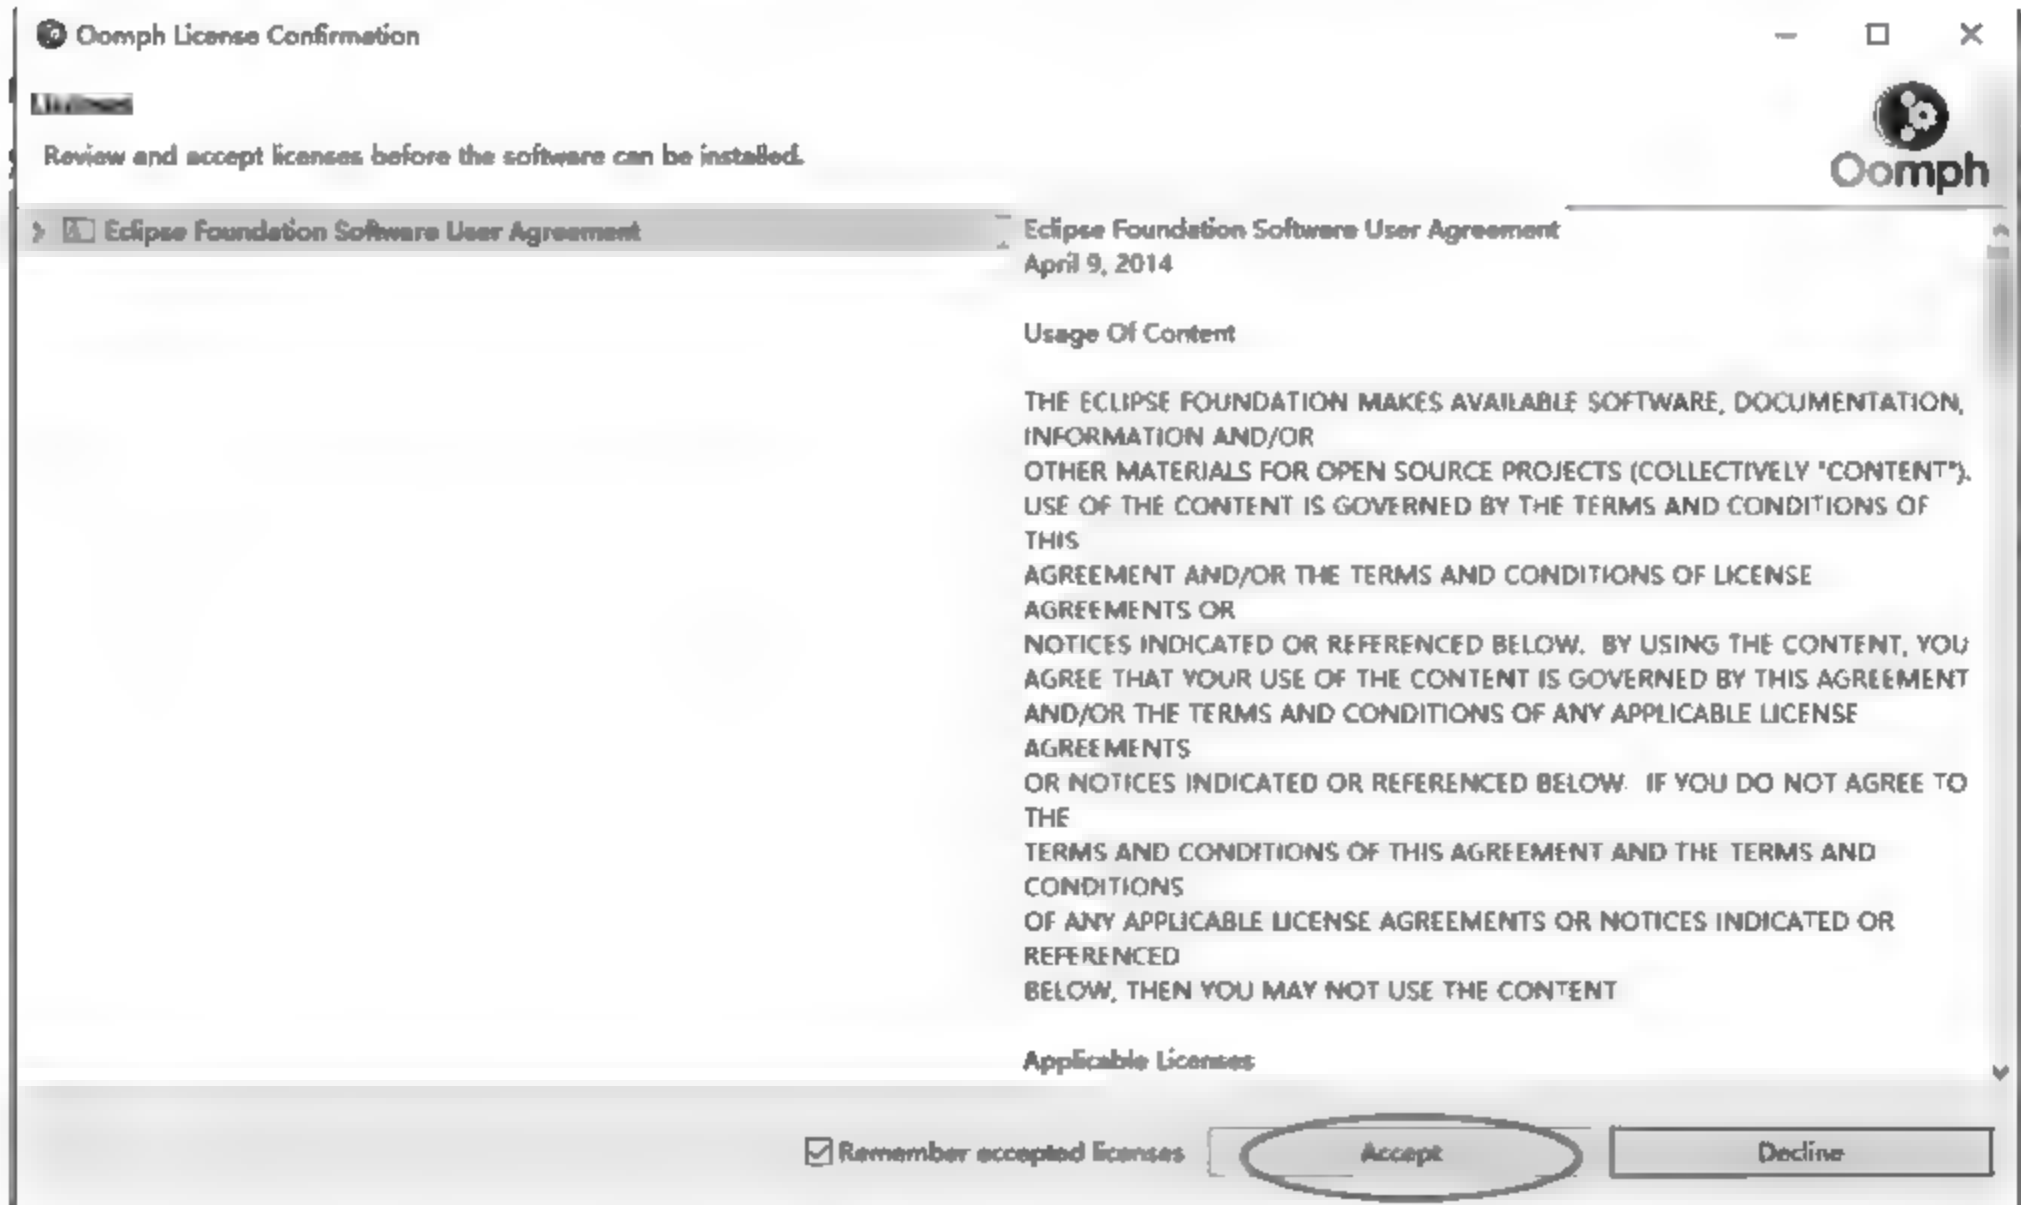 Oomph License Confirmation
Licenses
Review and accept licenses before the software can be installed.
Oomph
Eclipse Foundation Software User Agreement
Eclipse Foundation Software User Agreement
April 9, 2014
Usage Of Content
THE ECLIPSE FOUNDATION MAKES AVAILABLE SOFTWARE, DOCUMENTATION,
INFORMATION AND/OR
OTHER MATERIALS FOR OPEN SOURCE PROJECTS (COLLECTIVELY "CONTENT").
USE OF THE CONTENT IS GOVERNED BY THE TERMS AND CONDITIONS OF
THIS
AGREEMENT AND/OR THE TERMS AND CONDITIONS OF LICENSE
AGREEMENTS OR
NOTICES INDICATED OR REFERENCED BELOW.  BY USING THE CONTENT, YOU
AGREE THAT YOUR USE OF THE CONTENT IS GOVERNED BY THIS AGREEMENT
AND/OR THE TERMS AND CONDITIONS OF ANY APPLICABLE LICENSE
AGREEMENTS
OR NOTICES INDICATED OR REFERENCED BELOW.  IF YOU DO NOT AGREE TO
THE
TERMS AND CONDITIONS OF THIS AGREEMENT AND THE TERMS AND
CONDITIONS
OF ANY APPLICABLE LICENSE AGREEMENTS OR NOTICES INDICATED OR
REFERENCED
BELOW, THEN YOU MAY NOT USE THE CONTENT
Applicable Licenses
Remember accepted licenses
Accept
Decline